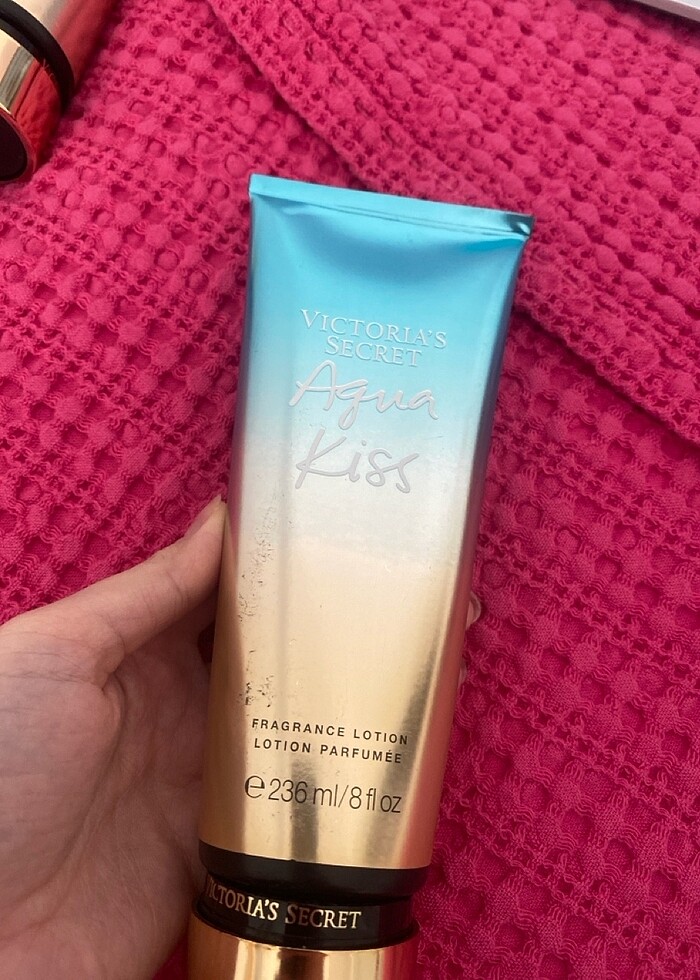 VICTORIA'S
SECRET
Aqua
Kiss
FRAGRANCE LOTION
LOTION PARFUMÉE
℮ 236 ml/8 fl oz
VICTORIA'S SECRET